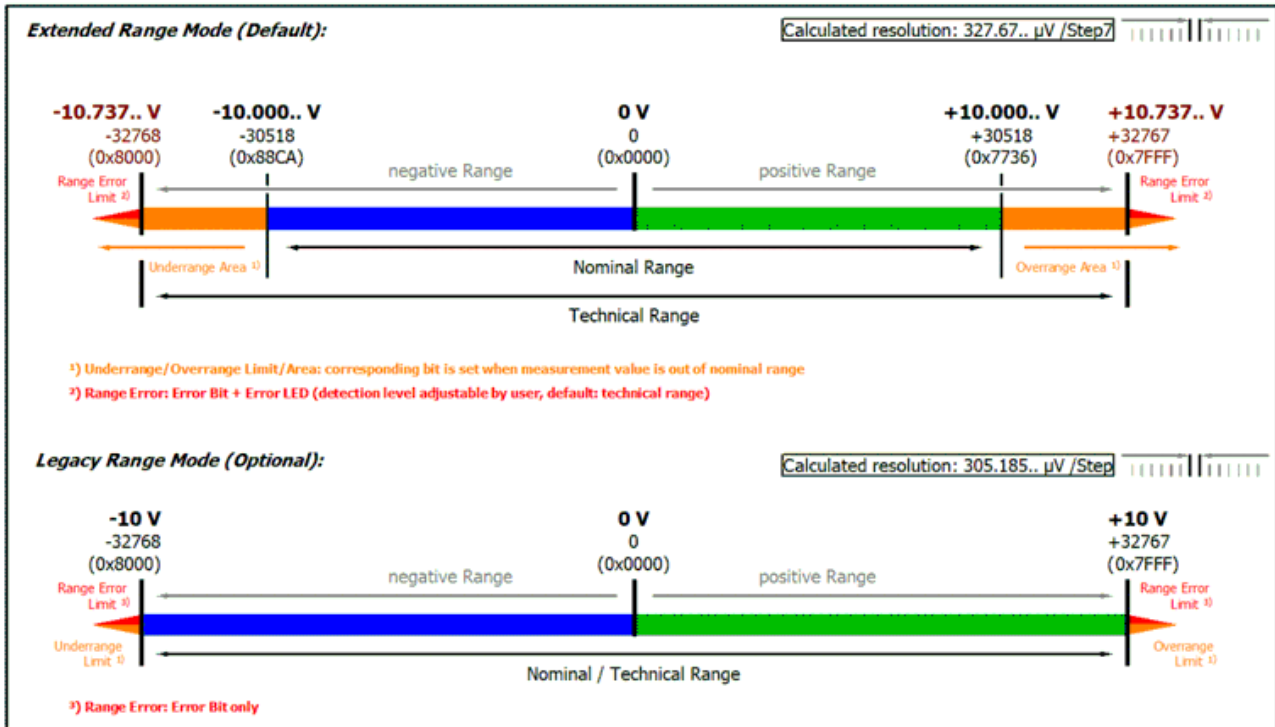 Extended Range Mode (Default):
Calculated resolution: 327.67.. µV /Step7
-10.737.. V -10.000.. V 0 V +10.000.. V +10.737.. V
-32768 -30518 0 +30518 +32767
(0x8000) (0x88CA) (0x0000) (0x7736) (0x7FFF)
negative Range positive Range
Range Error Limit ²⁾
Range Error Limit ²⁾
Underrange Area ¹⁾ Nominal Range Overrange Area ¹⁾
Technical Range
¹⁾ Underrange/Overrange Limit/Area: corresponding bit is set when measurement value is out of nominal range
²⁾ Range Error: Error Bit + Error LED (detection level adjustable by user, default: technical range)
Legacy Range Mode (Optional):
Calculated resolution: 305.185.. µV /Step
-10 V 0 V +10 V
-32768 0 +32767
(0x8000) (0x0000) (0x7FFF)
negative Range positive Range
Range Error Limit ³⁾
Range Error Limit ³⁾
Underrange Limit ¹⁾
Overrange Limit ¹⁾
Nominal / Technical Range
³⁾ Range Error: Error Bit only